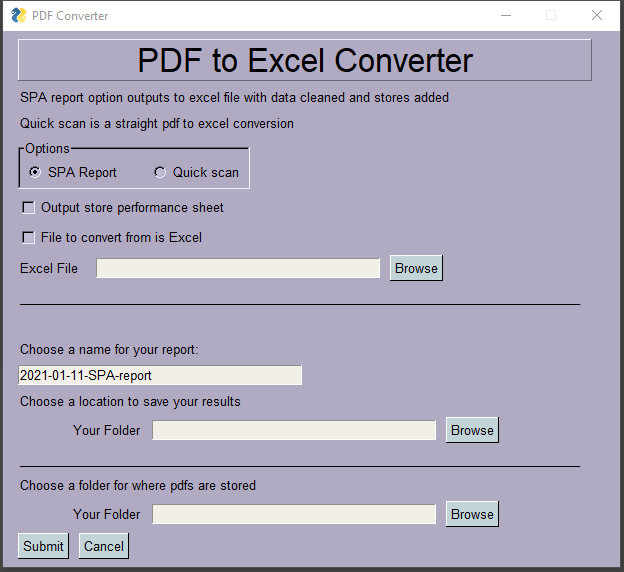 PDF Converter
PDF to Excel Converter
SPA report option outputs to excel file with data cleaned and stores added
Quick scan is a straight pdf to excel conversion
Options
SPA Report Quick scan
Output store performance sheet
File to convert from is Excel
Excel File Browse
Choose a name for your report:
2021-01-11-SPA-report
Choose a location to save your results
Your Folder Browse
Choose a folder for where pdfs are stored
Your Folder Browse
Submit Cancel